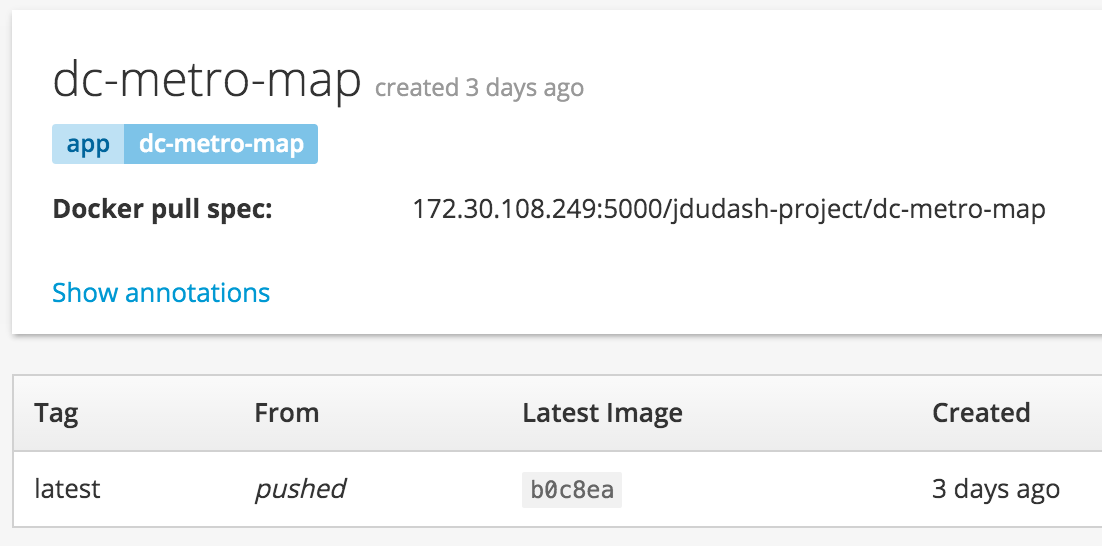 dc-metro-map created 3 days ago
app dc-metro-map
Docker pull spec: 172.30.108.249:5000/jdudash-project/dc-metro-map
Show annotations
Tag From Latest Image Created
latest pushed b0c8ea 3 days ago